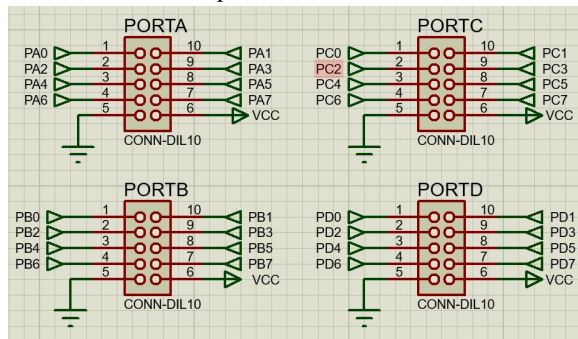 PORTA
PA0 1 10 PA1
PA2 2 9 PA3
PA4 3 8 PA5
PA6 4 7 PA7
5 6 VCC
CONN-DIL10
PORTC
PC0 1 10 PC1
PC2 2 9 PC3
PC4 3 8 PC5
PC6 4 7 PC7
5 6 VCC
CONN-DIL10
PORTB
PB0 1 10 PB1
PB2 2 9 PB3
PB4 3 8 PB5
PB6 4 7 PB7
5 6 VCC
CONN-DIL10
PORTD
PD0 1 10 PD1
PD2 2 9 PD3
PD4 3 8 PD5
PD6 4 7 PD7
5 6 VCC
CONN-DIL10